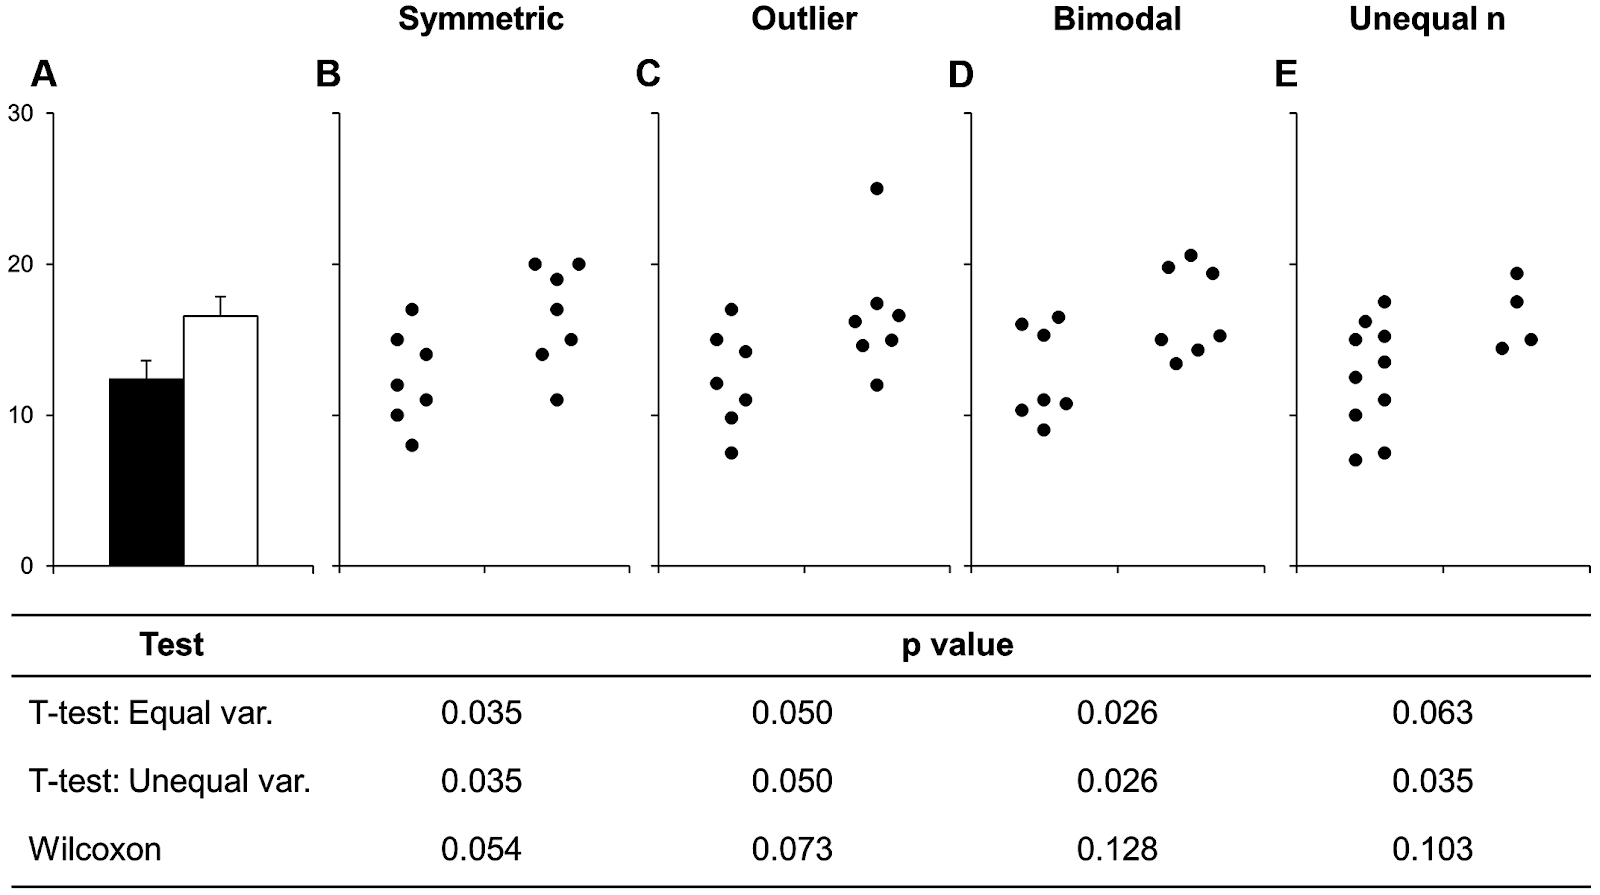 Symmetric Outlier Bimodal Unequal n
A B C D E
30
20
10
0
Test p value
T-test: Equal var. 0.035 0.050 0.026 0.063
T-test: Unequal var. 0.035 0.050 0.026 0.035
Wilcoxon 0.054 0.073 0.128 0.103